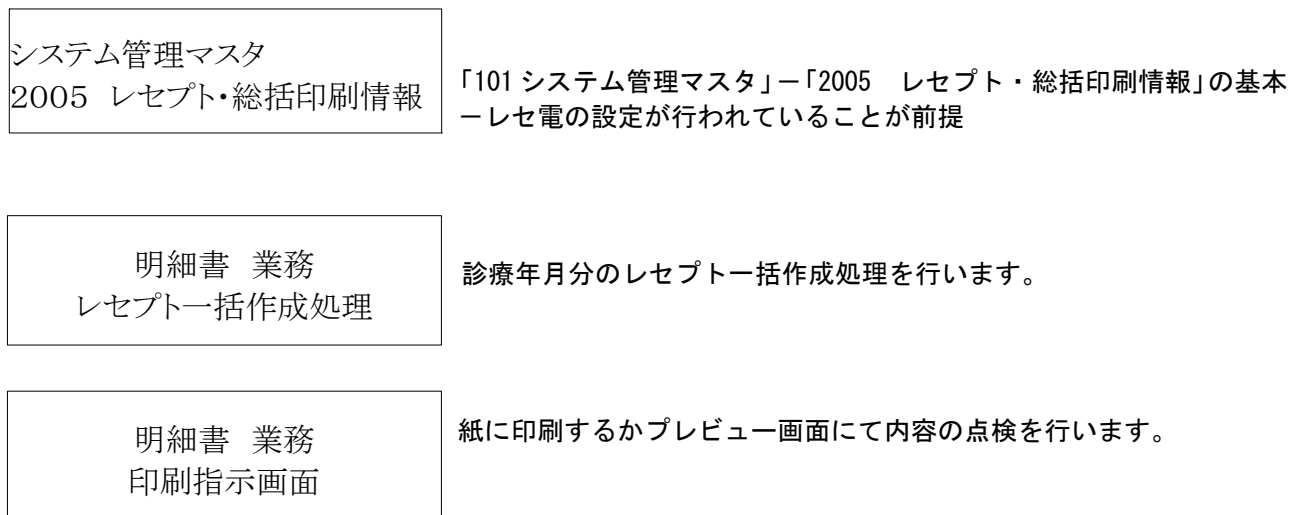 システム管理マスタ
2005 レセプト・総括印刷情報
「101 システム管理マスタ」－「2005　レセプト・総括印刷情報」の基本
－レセ電の設定が行われていることが前提
明細書 業務
レセプト一括作成処理
診療年月分のレセプト一括作成処理を行います。
明細書 業務
印刷指示画面
紙に印刷するかプレビュー画面にて内容の点検を行います。